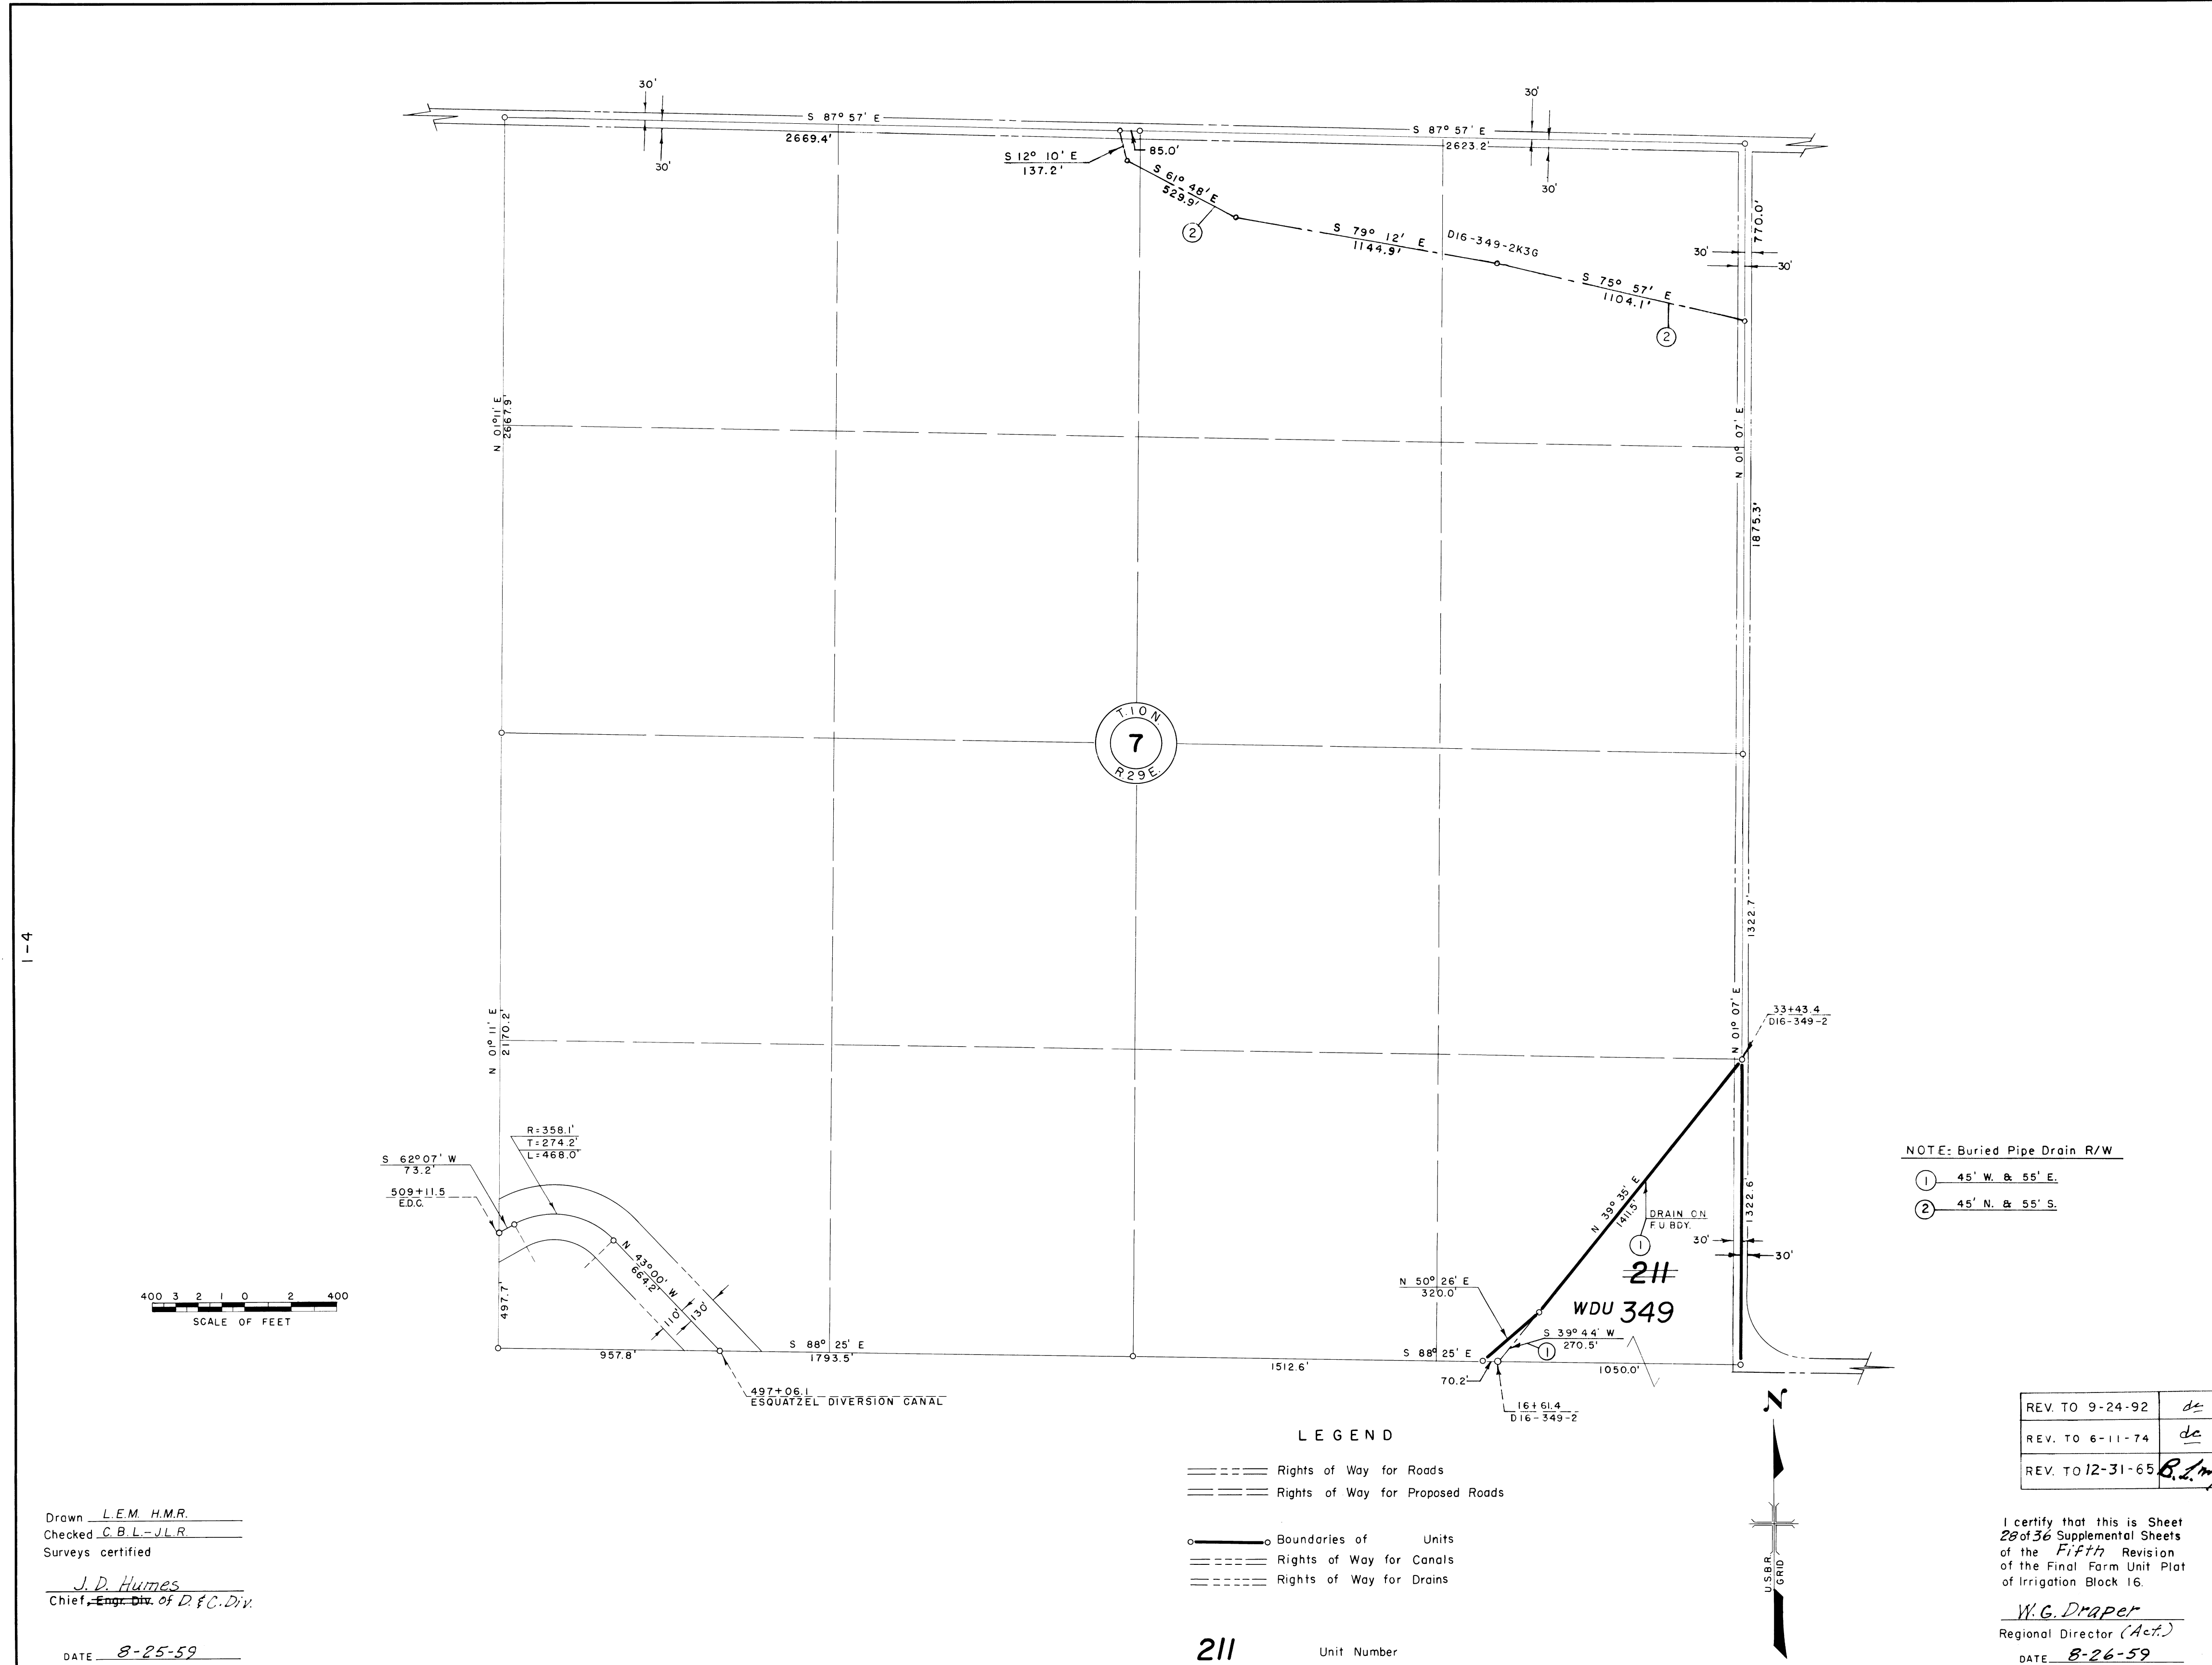 30'
30'
S 87° 57' E
2669.4'
S 87° 57' E
2623.2'
30'
30'
85.0'
S 12° 10' E
137.2'
S 61° 48' E
529.9'
2
S 79° 12' E
1144.9'
D16-349-2K3G
S 75° 57' E
1104.1'
2
770.0'
30'
30'
N 01° 11' E
2667.9'
N 01° 07' E
1875.3'
T. 10 N.
7
R 29 E.
1-4
1322.7'
N 01° 11' E
2170.2'
N 01° 07' E
33+43.4
D16-349-2
R=358.1'
T=274.2'
L=468.0'
S 62° 07' W
73.2'
509+11.5
E.D.C.
N 43° 00' W
664.2'
110'
130'
497.7'
957.8'
S 88° 25' E
1793.5'
497+06.1
ESQUATZEL DIVERSION CANAL
N 39° 35' E
1411.5'
DRAIN ON
F U BDY.
1
30'
30'
1322.6'
211
WDU 349
N 50° 26' E
320.0'
S 39° 44' W
270.5'
1
S 88° 25' E
1512.6'
70.2'
1050.0'
16+61.4
D16-349-2
NOTE: Buried Pipe Drain R/W
1 45' W. & 55' E.
2 45' N. & 55' S.
400 3 2 1 0 2 400
SCALE OF FEET
LEGEND
Rights of Way for Roads
Rights of Way for Proposed Roads
Boundaries of Units
Rights of Way for Canals
Rights of Way for Drains
211 Unit Number
N
U.S.B.R.
GRID
REV. TO 9-24-92 dc
REV. TO 6-11-74 dc
REV. TO 12-31-65
I certify that this is Sheet
28 of 36 Supplemental Sheets
of the Fifth Revision
of the Final Farm Unit Plat
of Irrigation Block 16.
W. G. Draper
Regional Director (Act.)
DATE 8-26-59
Drawn L.E.M. H.M.R.
Checked C.B.L.-J.L.R.
Surveys certified
J. D. Humes
Chief, Engr. Div. of D. & C. Div.
DATE 8-25-59